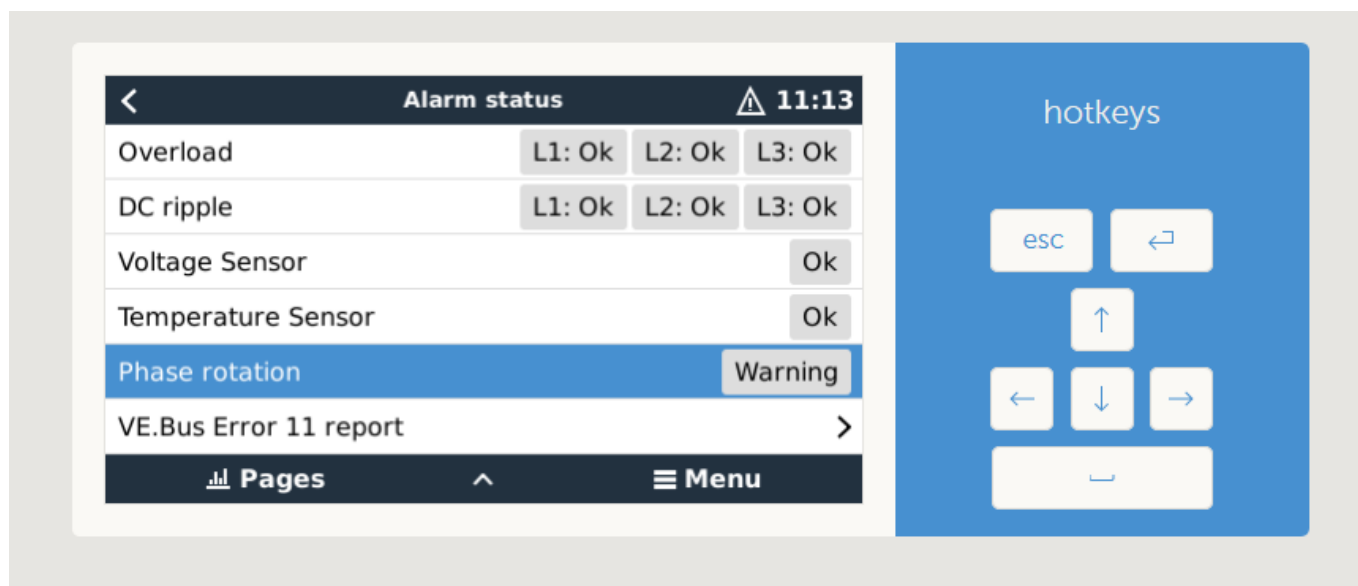 Alarm status 11:13
Overload L1: Ok L2: Ok L3: Ok
DC ripple L1: Ok L2: Ok L3: Ok
Voltage Sensor Ok
Temperature Sensor Ok
Phase rotation Warning
VE.Bus Error 11 report
Pages Menu
hotkeys
esc